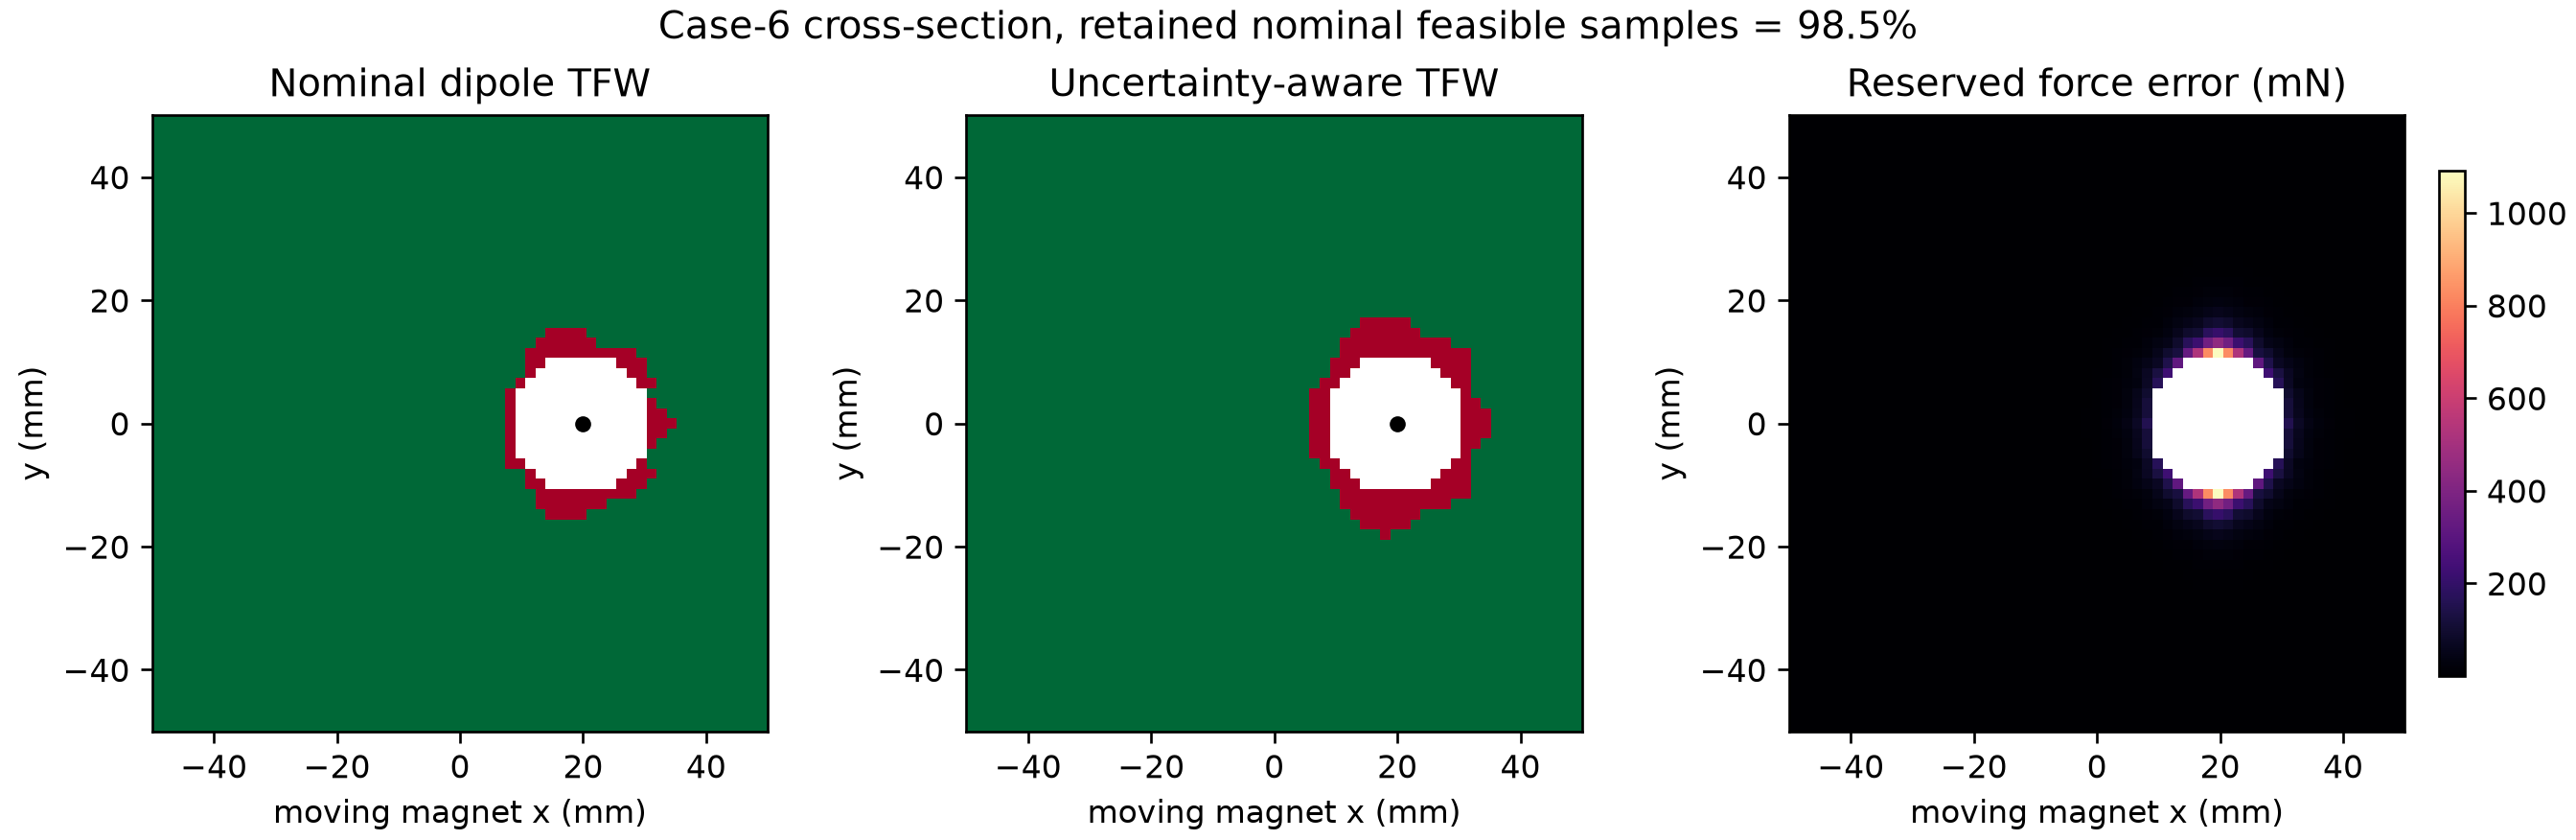 Case-6 cross-section, retained nominal feasible samples = 98.5%
Nominal dipole TFW
40
20
0
−20
−40
y (mm)
−40 −20 0 20 40
moving magnet x (mm)
Uncertainty-aware TFW
40
20
0
−20
−40
y (mm)
−40 −20 0 20 40
moving magnet x (mm)
Reserved force error (mN)
40
20
0
−20
−40
y (mm)
−40 −20 0 20 40
moving magnet x (mm)
1000
800
600
400
200